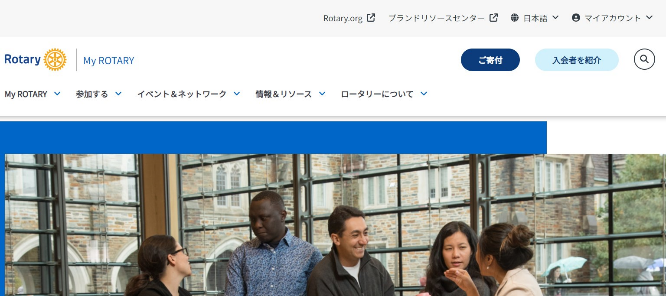 Rotary.org ブランドリソースセンター 日本語 マイアカウント
Rotary My ROTARY ご寄付 入会者を紹介
My ROTARY 参加する イベント＆ネットワーク 情報＆リソース ロータリーについて